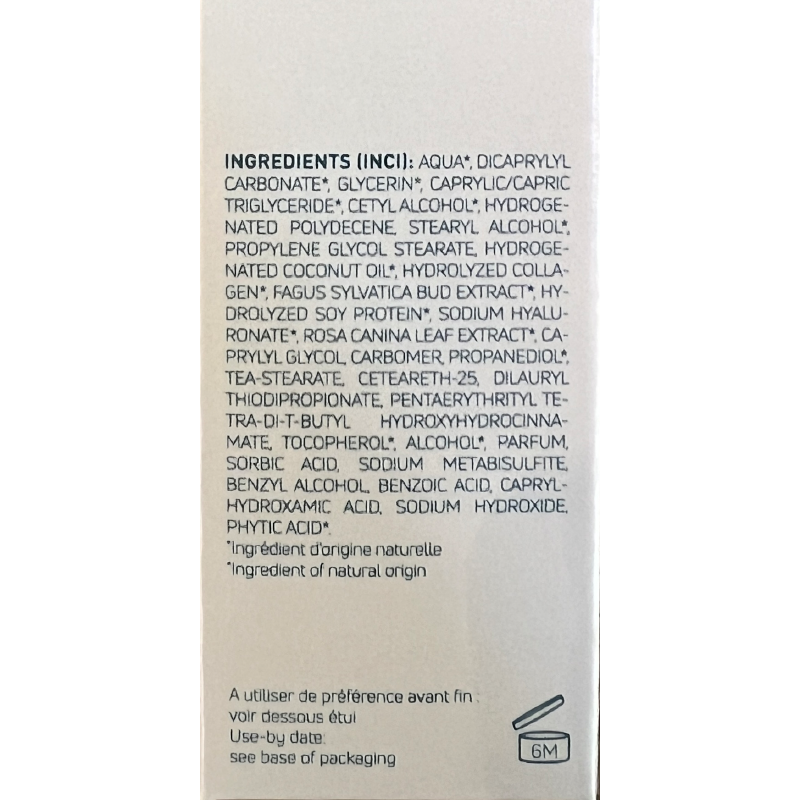 INGREDIENTS (INCI): AQUA*, DICAPRYLYL
CARBONATE*, GLYCERIN*, CAPRYLIC/CAPRIC
TRIGLYCERIDE*, CETYL ALCOHOL*, HYDROGE-
NATED POLYDECENE, STEARYL ALCOHOL*,
PROPYLENE GLYCOL STEARATE, HYDROGE-
NATED COCONUT OIL*, HYDROLYZED COLLA-
GEN*, FAGUS SYLVATICA BUD EXTRACT*, HY-
DROLYZED SOY PROTEIN*, SODIUM HYALU-
RONATE*, ROSA CANINA LEAF EXTRACT*, CA-
PRYLYL GLYCOL, CARBOMER, PROPANEDIOL*,
TEA-STEARATE, CETEARETH-25, DILAURYL
THIODIPROPIONATE, PENTAERYTHRITYL TE-
TRA-DI-T-BUTYL HYDROXYHYDROCINNA-
MATE, TOCOPHEROL*, ALCOHOL*, PARFUM,
SORBIC ACID, SODIUM METABISULFITE,
BENZYL ALCOHOL, BENZOIC ACID, CAPRYL-
HYDROXAMIC ACID, SODIUM HYDROXIDE,
PHYTIC ACID*.
*Ingrédient d'origine naturelle
*Ingredient of natural origin
A utiliser de préférence avant fin :
voir dessous étui
Use-by date:
see base of packaging
6M